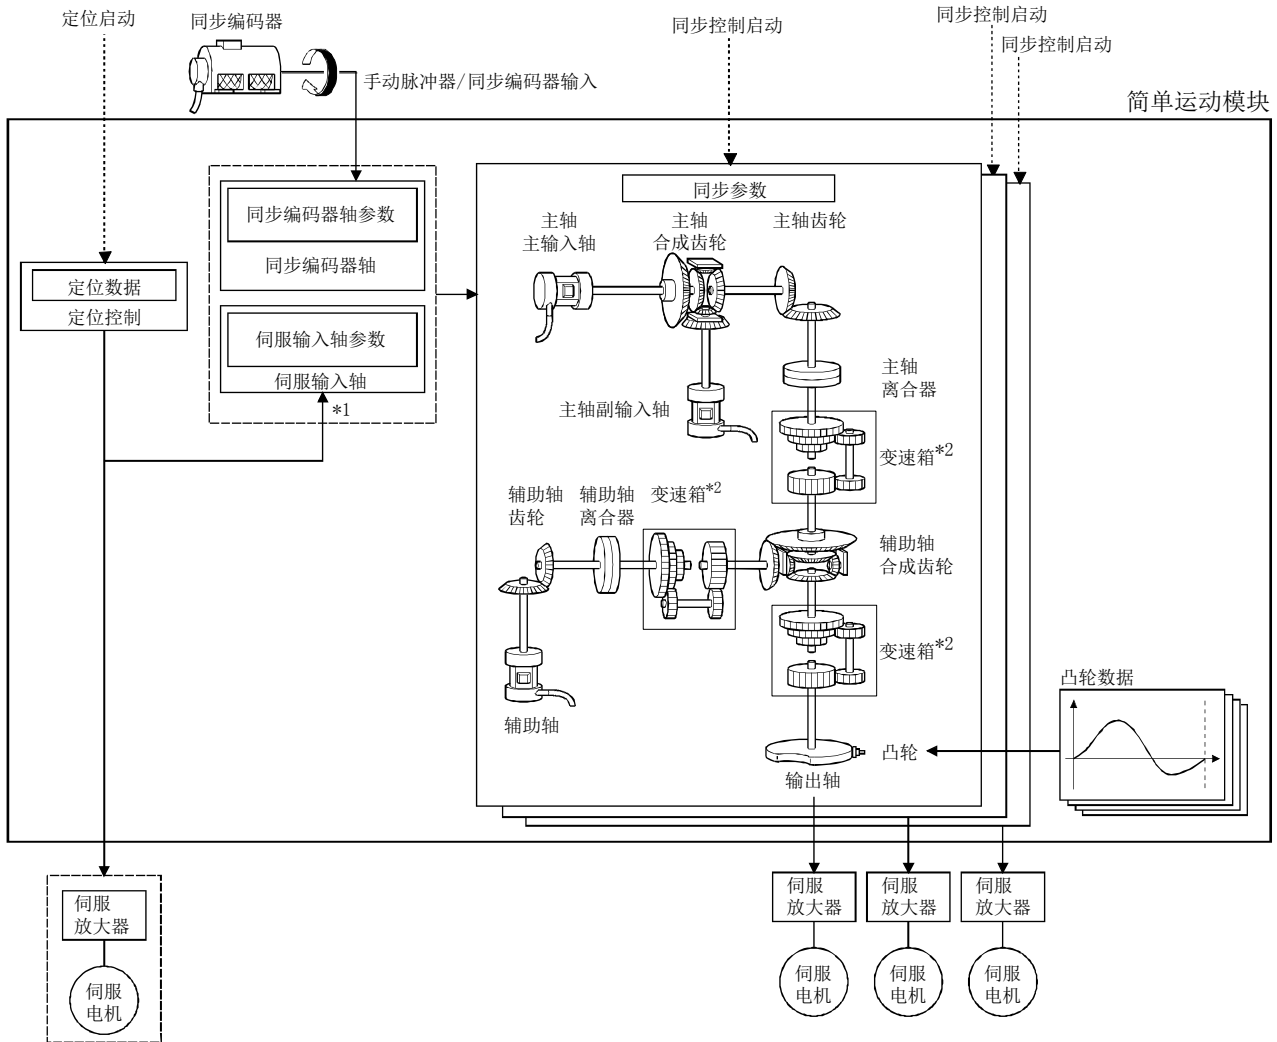 定位启动
同步编码器
同步控制启动
同步控制启动
同步控制启动
手动脉冲器/同步编码器输入
简单运动模块
同步编码器轴参数
同步编码器轴
伺服输入轴参数
伺服输入轴
*1
定位数据
定位控制
同步参数
主轴
主输入轴
主轴
合成齿轮
主轴齿轮
主轴
离合器
主轴副输入轴
变速箱*2
辅助轴
齿轮
辅助轴
离合器
变速箱*2
辅助轴
合成齿轮
变速箱*2
辅助轴
凸轮
输出轴
凸轮数据
伺服
放大器
伺服
电机
伺服
放大器
伺服
放大器
伺服
放大器
伺服
电机
伺服
电机
伺服
电机